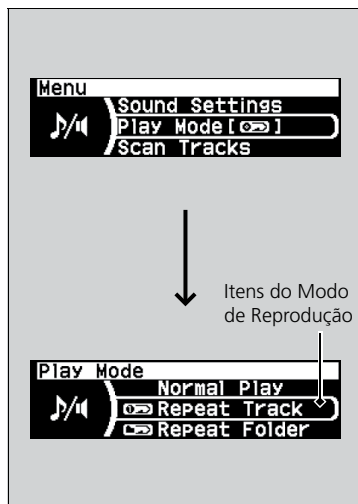 Menu
Sound Settings
Play Mode [ ]
Scan Tracks
Itens do Modo
de Reprodução
Play Mode
Normal Play
Repeat Track
Repeat Folder